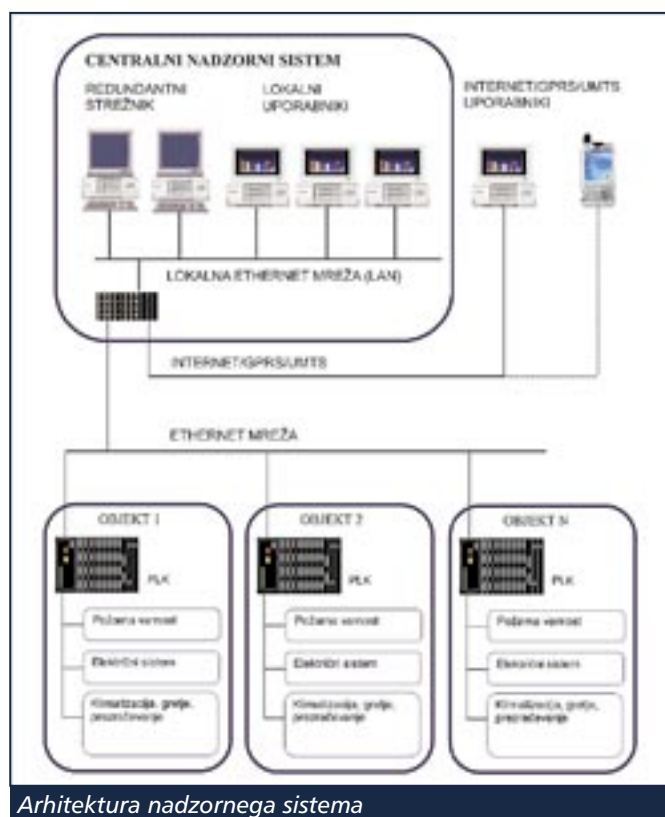 CENTRALNI NADZORNI SISTEM
REDUNDANTNI
STREŽNIK
LOKALNI
UPORABNIKI
INTERNET/GPRS/UMTS
UPORABNIKI
LOKALNA ETHERNET MREŽA (LAN)
INTERNET/GPRS/UMTS
ETHERNET MREŽA
OBJEKT 1
PLK
Požarna varnost
Električni sistem
Klimatizacija, gretje,
prezračevanje
OBJEKT 2
PLK
Požarna varnost
Električni sistem
Klimatizacija, gretje,
prezračevanje
OBJEKT N
PLK
Požarna varnost
Električni sistem
Klimatizacija, gretje,
prezračevanje
Arhitektura nadzornega sistema